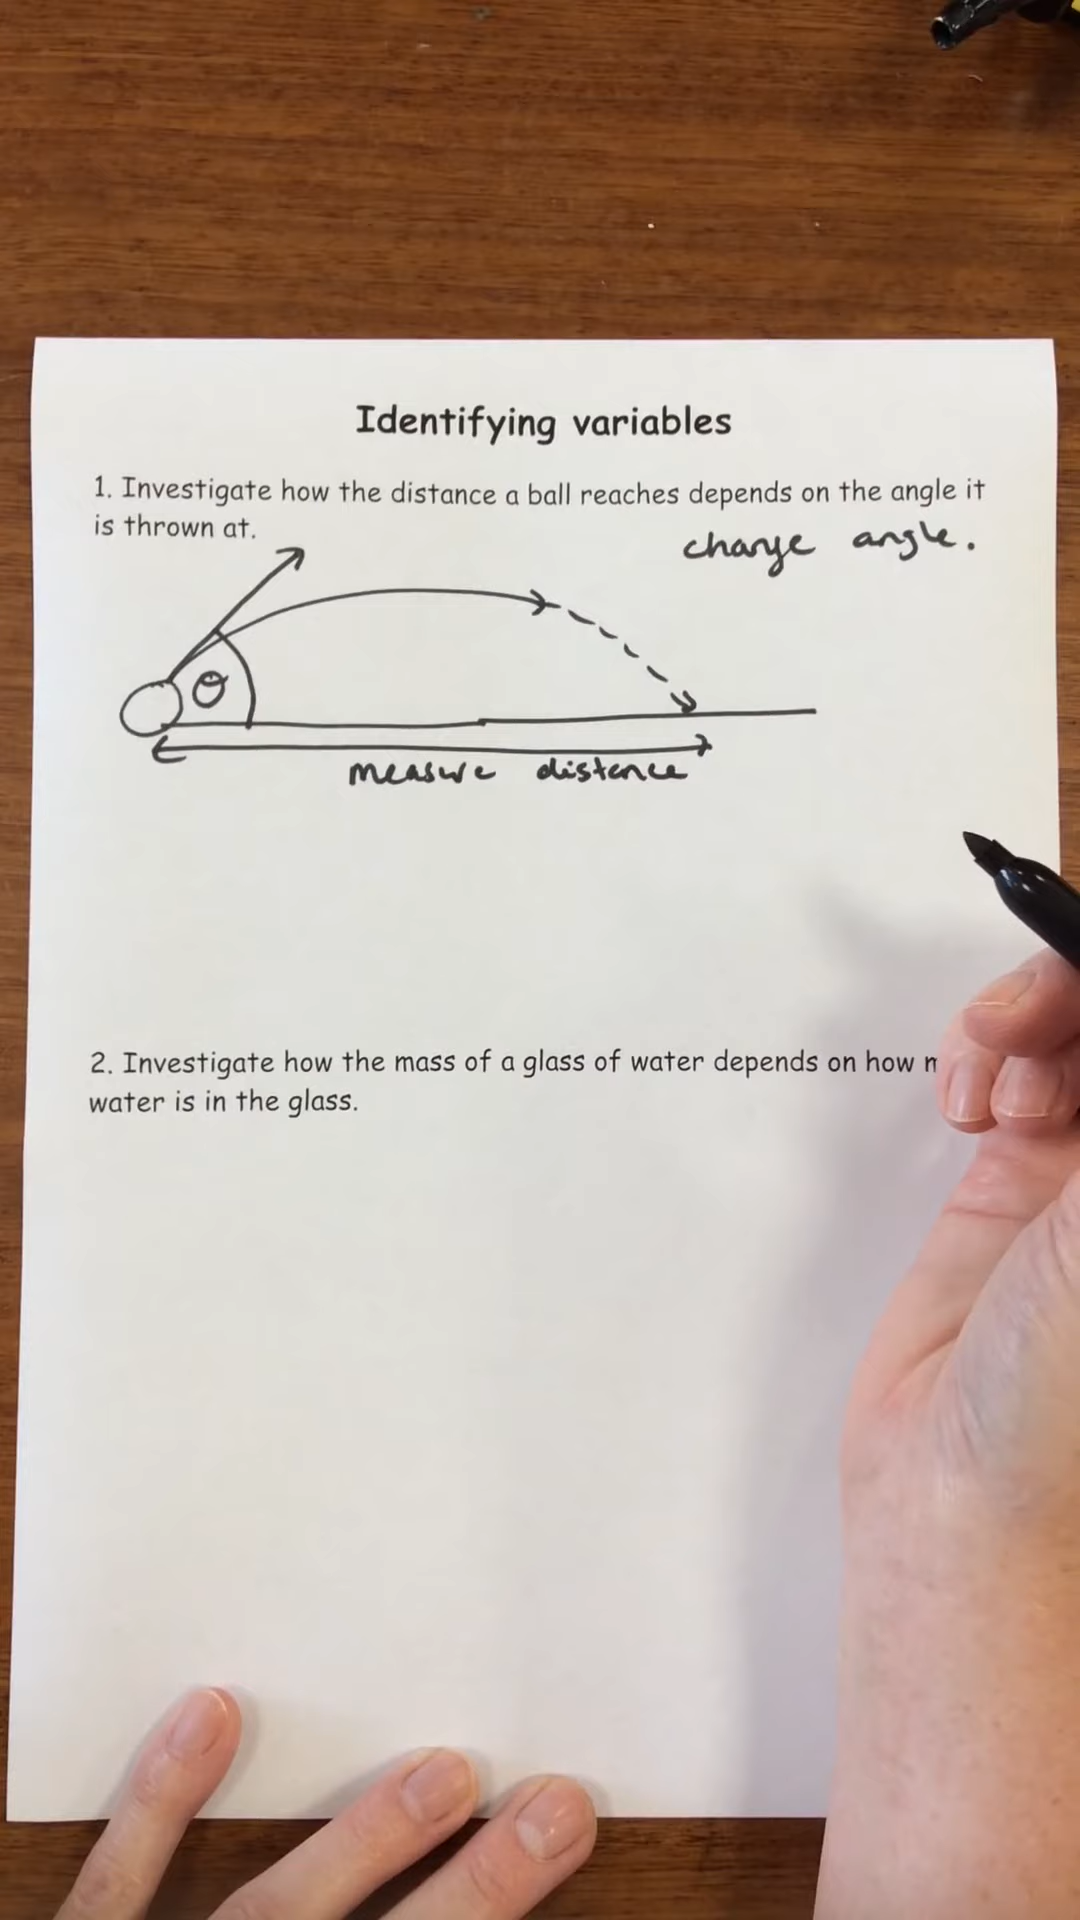 Identifying variables
1. Investigate how the distance a ball reaches depends on the angle it
is thrown at.
change angle.
θ
measure distance
2. Investigate how the mass of a glass of water depends on how
water is in the glass.